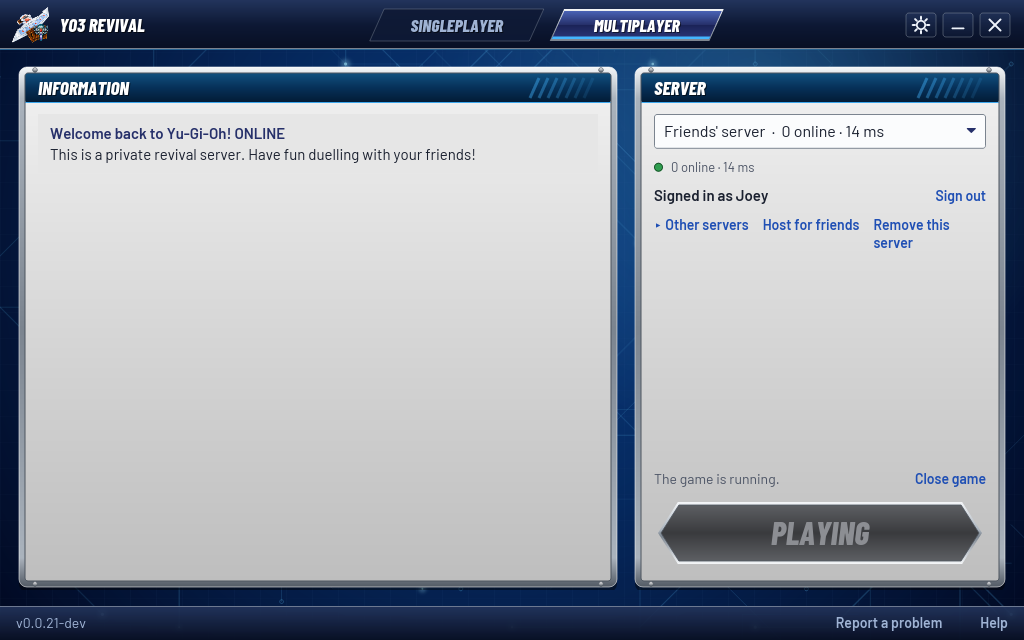 YO3 REVIVAL
SINGLEPLAYER
MULTIPLAYER
INFORMATION
Welcome back to Yu-Gi-Oh! ONLINE
This is a private revival server. Have fun duelling with your friends!
SERVER
Friends' server · 0 online · 14 ms
0 online · 14 ms
Signed in as Joey
Sign out
▸ Other servers
Host for friends
Remove this
server
The game is running.
Close game
PLAYING
v0.0.21-dev
Report a problem
Help